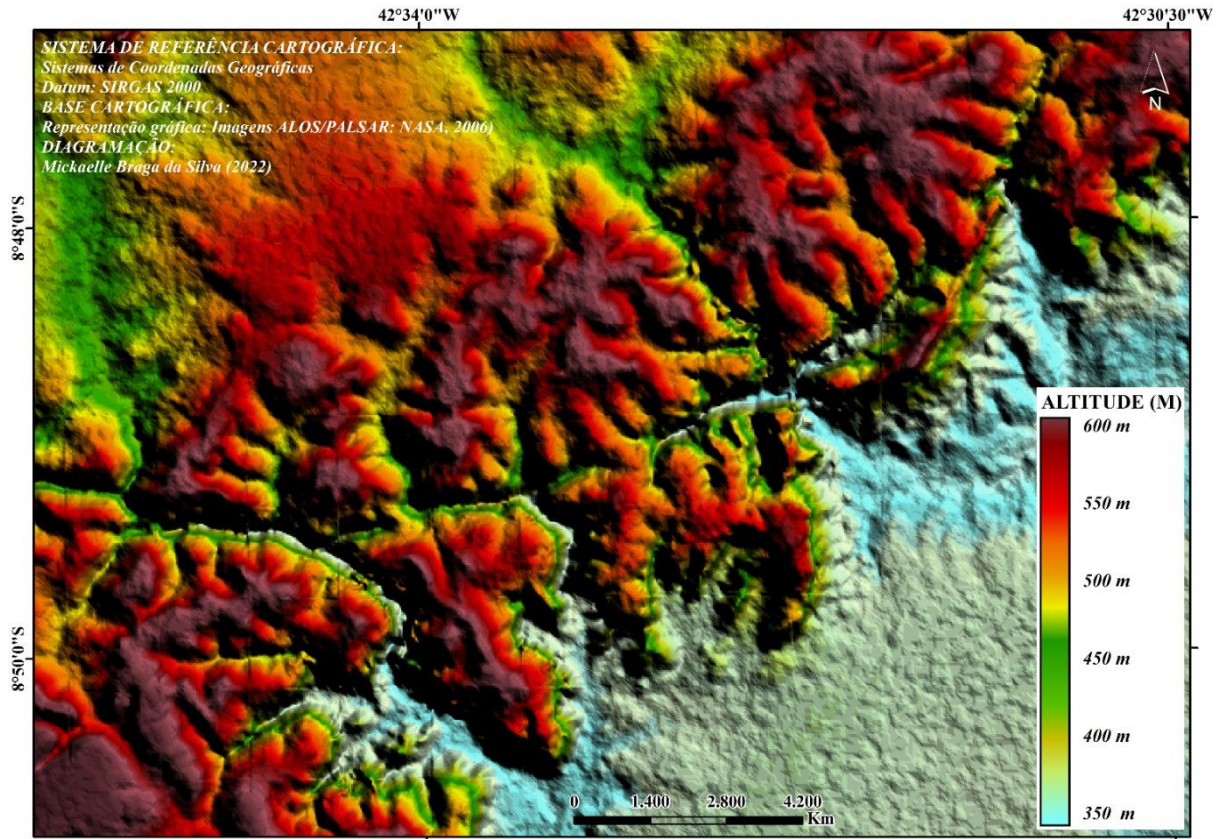 42°34'0"W
42°30'30"W
SISTEMA DE REFERÊNCIA CARTOGRÁFICA:
Sistemas de Coordenadas Geográficas
Datum: SIRGAS 2000
BASE CARTOGRÁFICA:
Representação gráfica: Imagens ALOS/PALSAR: NASA, 2006)
DIAGRAMAÇÃO:
Mickaelle Braga da Silva (2022)
N
8°48'0"S
ALTITUDE (M)
600 m
550 m
500 m
450 m
400 m
350 m
8°50'0"S
0 1.400 2.800 4.200
Km